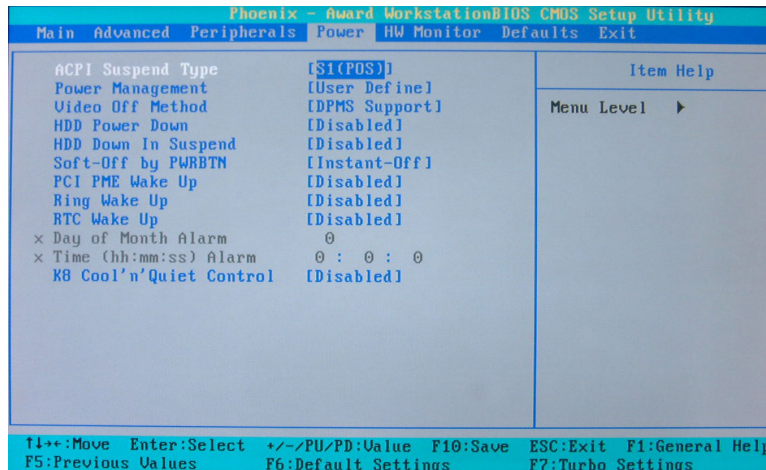 Phoenix - Award WorkstationBIOS CMOS Setup Utility
Main Advanced Peripherals Power HW Monitor Defaults Exit
ACPI Suspend Type [S1(POS)]
Power Management [User Define]
Video Off Method [DPMS Support]
HDD Power Down [Disabled]
HDD Down In Suspend [Disabled]
Soft-Off by PWRBTN [Instant-Off]
PCI PME Wake Up [Disabled]
Ring Wake Up [Disabled]
RTC Wake Up [Disabled]
x Day of Month Alarm 0
x Time (hh:mm:ss) Alarm 0 : 0 : 0
K8 Cool'n'Quiet Control [Disabled]
Item Help
Menu Level ▶
↑↓→←:Move Enter:Select +/-/PU/PD:Value F10:Save ESC:Exit F1:General Help
F5:Previous Values F6:Default Settings F7:Turbo Settings